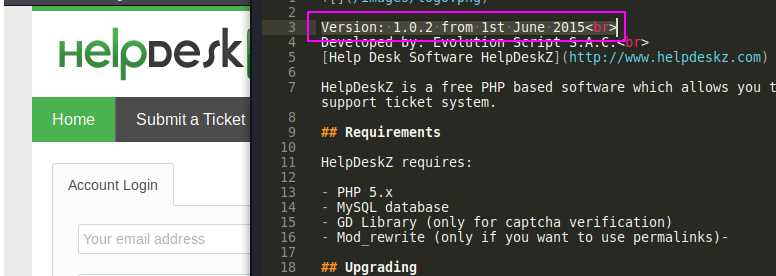 HelpDesk
Home
Submit a Ticket
Account Login
Your email address
1 ![](/images/logo.png)
2
3 Version: 1.0.2 from 1st June 2015<br>
4 Developed by: Evolution Script S.A.C.<br>
5 [Help Desk Software HelpDeskZ](http://www.helpdeskz.com)
6
7 HelpDeskZ is a free PHP based software which allows you t
support ticket system.
8
9 ## Requirements
10
11 HelpDeskZ requires:
12
13 - PHP 5.x
14 - MySQL database
15 - GD Library (only for captcha verification)
16 - Mod_rewrite (only if you want to use permalinks)-
17
18 ## Upgrading